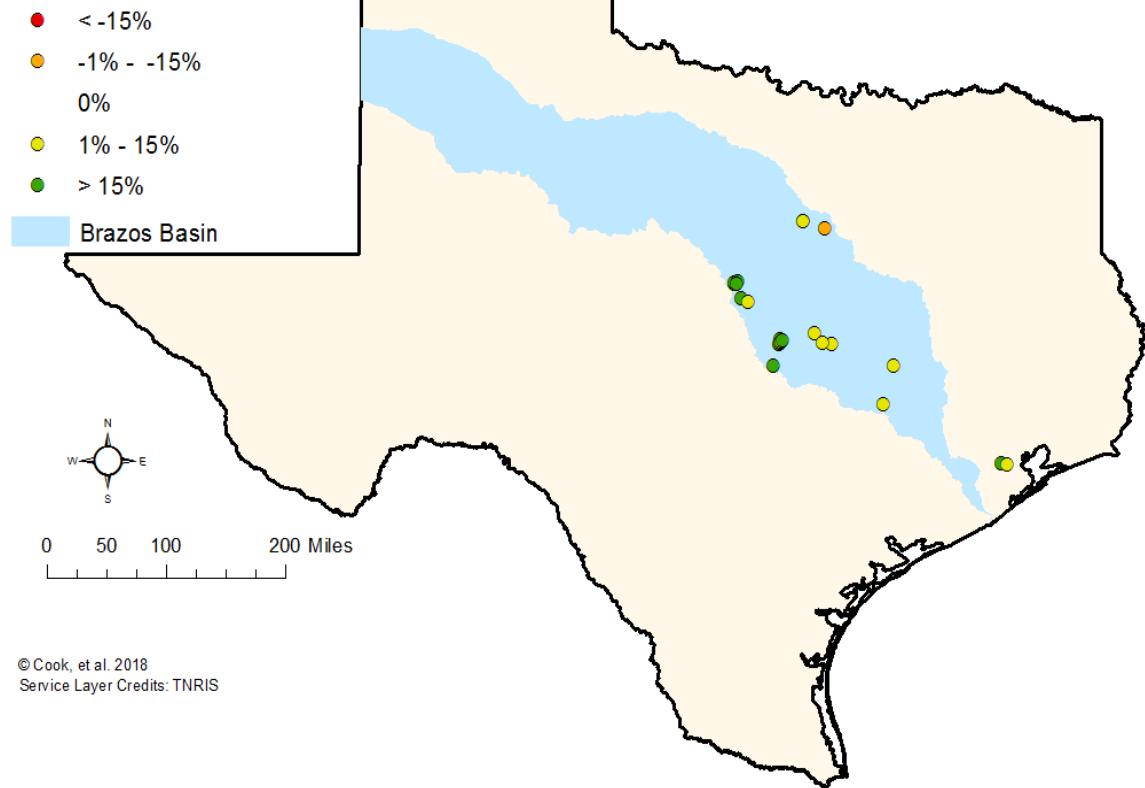 < -15%
-1% -  -15%
0%
1% - 15%
> 15%
Brazos Basin
N
W
E
S
0 50 100 200 Miles
© Cook, et al. 2018
Service Layer Credits: TNRIS